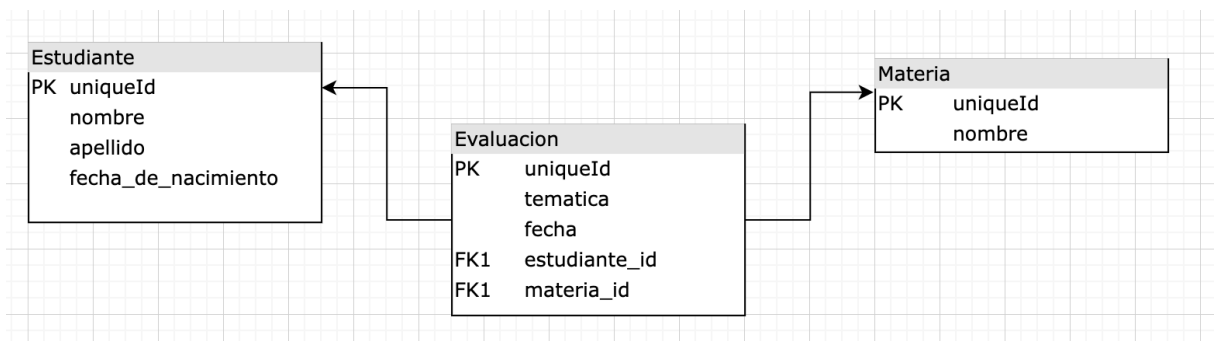 Estudiante
PK uniqueId
nombre
apellido
fecha_de_nacimiento
Evaluacion
PK uniqueId
tematica
fecha
FK1 estudiante_id
FK1 materia_id
Materia
PK uniqueId
nombre